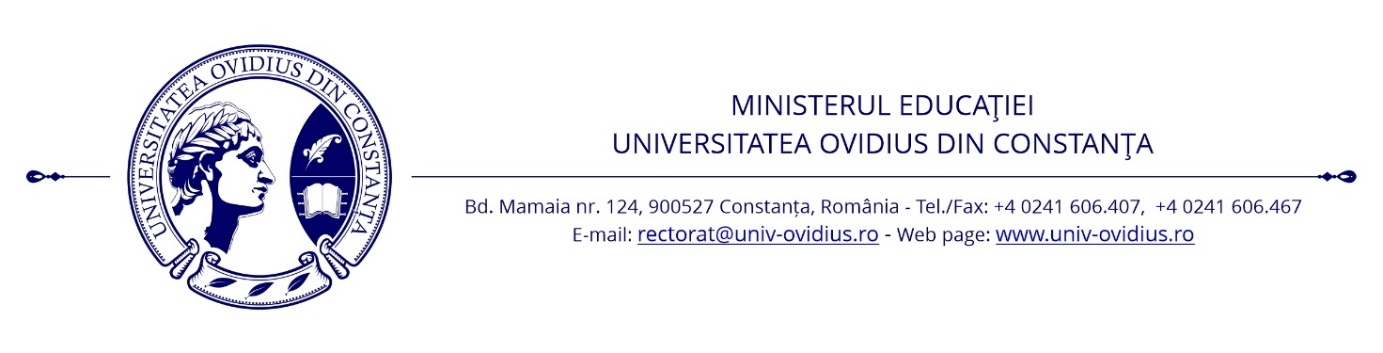 UNIVERSITATEA OVIDIUS DIN CONSTANȚA
MINISTERUL EDUCAŢIEI
UNIVERSITATEA OVIDIUS DIN CONSTANŢA
Bd. Mamaia nr. 124, 900527 Constanța, România - Tel./Fax: +4 0241 606.407, +4 0241 606.467
E-mail: rectorat@univ-ovidius.ro - Web page: www.univ-ovidius.ro